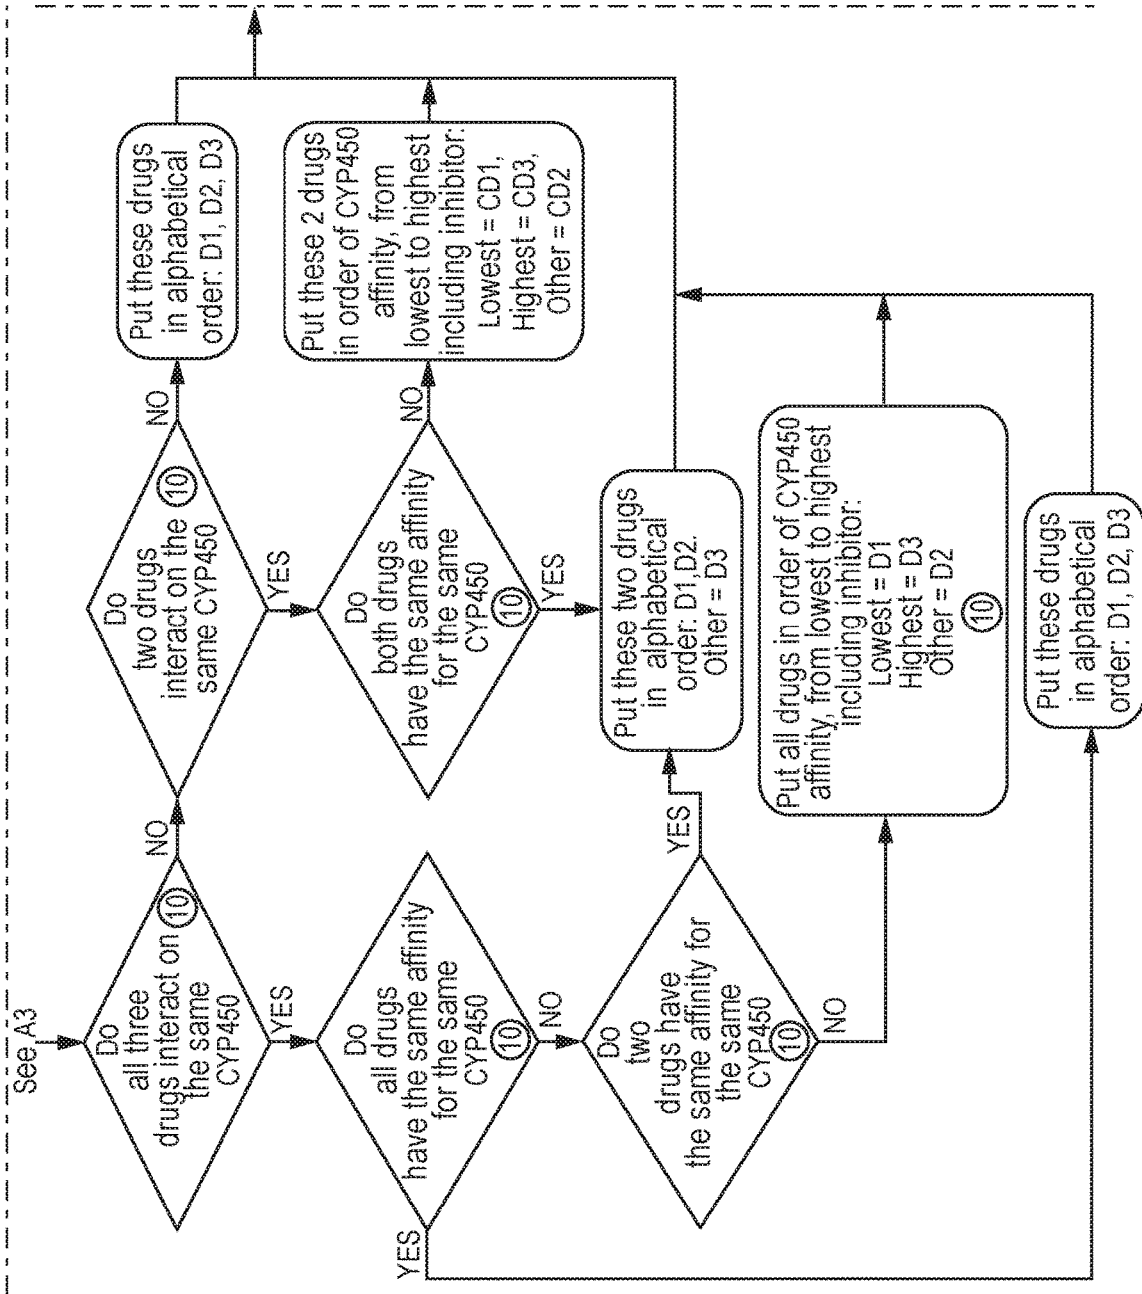 See A3
Do
all three
drugs interact on 10
the same
CYP450
NO
YES
Do
two drugs
interact on the 10
same CYP450
NO
YES
Put these drugs
in alphabetical
order: D1, D2, D3
Do
all drugs
have the same affinity
for the same
CYP450
10
YES
NO
Do
both drugs
have the same affinity
for the same
CYP450
10
NO
YES
Put these 2 drugs
in order of CYP450
affinity, from
lowest to highest
including inhibitor:
Lowest = CD1,
Highest = CD3,
Other = CD2
Do
two
drugs have
the same affinity for
the same
CYP450
10
YES
NO
Put these two drugs
in alphabetical
order: D1,D2.
Other = D3
Put all drugs in order of CYP450
affinity, from lowest to highest
including inhibitor:
Lowest = D1
Highest = D3
Other = D2
10
Put these drugs
in alphabetical
order: D1, D2, D3